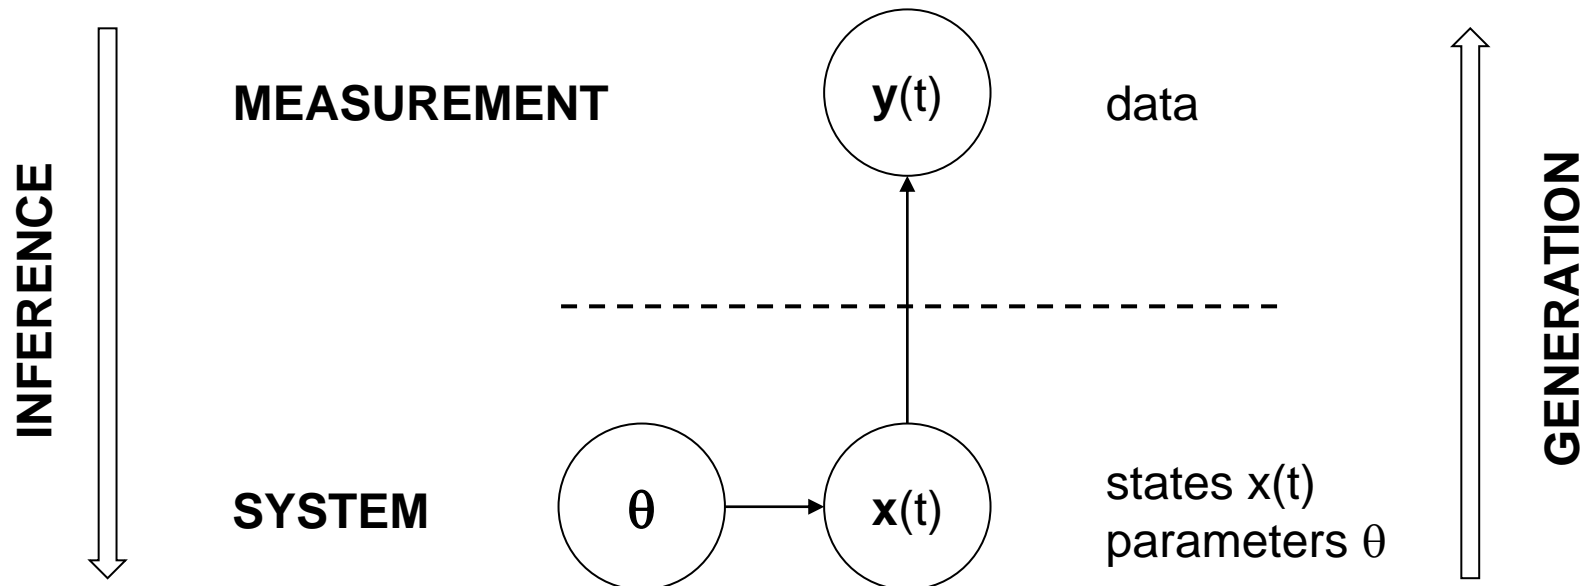 INFERENCE
MEASUREMENT
y(t)
data
GENERATION
SYSTEM
θ
x(t)
states x(t)
parameters θ